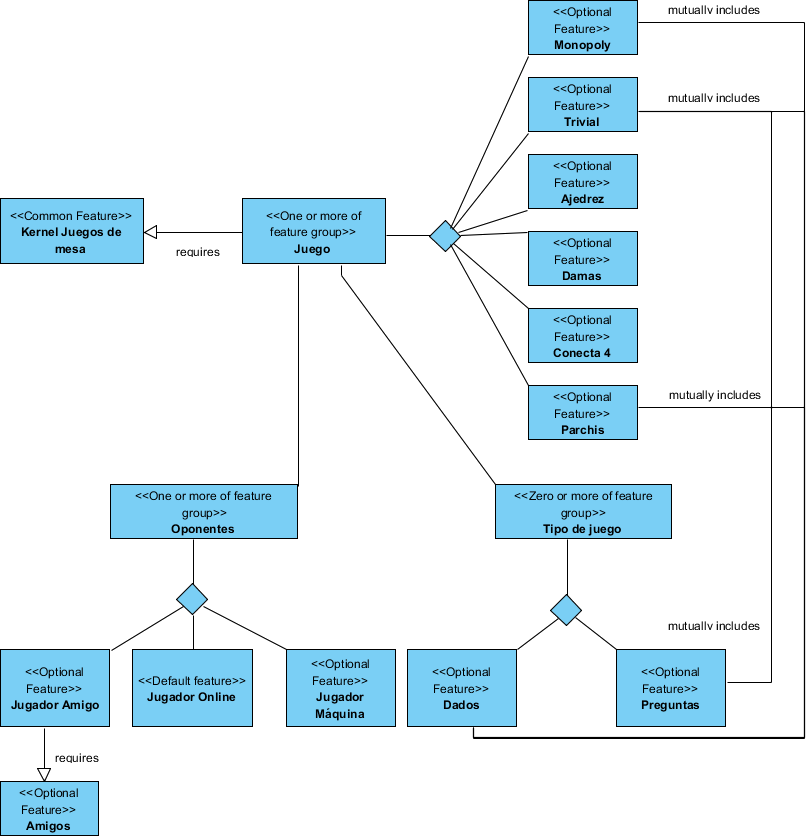 <<Optional
Feature>>
Monopoly
mutually includes
<<Optional
Feature>>
Trivial
mutually includes
<<Optional
Feature>>
Ajedrez
<<Common Feature>>
Kernel Juegos de
mesa
requires
<<One or more of
feature group>>
Juego
<<Optional
Feature>>
Damas
<<Optional
Feature>>
Conecta 4
<<Optional
Feature>>
Parchis
mutually includes
<<One or more of feature
group>>
Oponentes
<<Zero or more of feature
group>>
Tipo de juego
mutually includes
<<Optional
Feature>>
Jugador Amigo
<<Default feature>>
Jugador Online
<<Optional
Feature>>
Jugador
Máquina
<<Optional
Feature>>
Dados
<<Optional
Feature>>
Preguntas
requires
<<Optional
Feature>>
Amigos